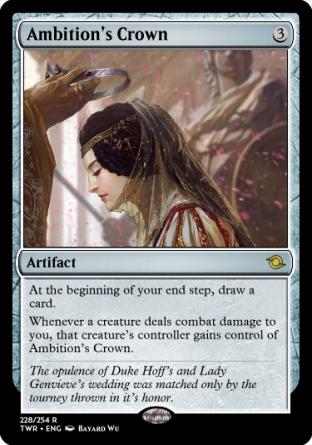 Ambition's Crown 3
Artifact
At the beginning of your end step, draw a
card.
Whenever a creature deals combat damage to
you, that creature's controller gains control of
Ambition's Crown.
The opulence of Duke Hoff's and Lady
Genvieve's wedding was matched only by the
tourney thrown in it's honor.
228/254 R
TWR • ENG BAYARD WU